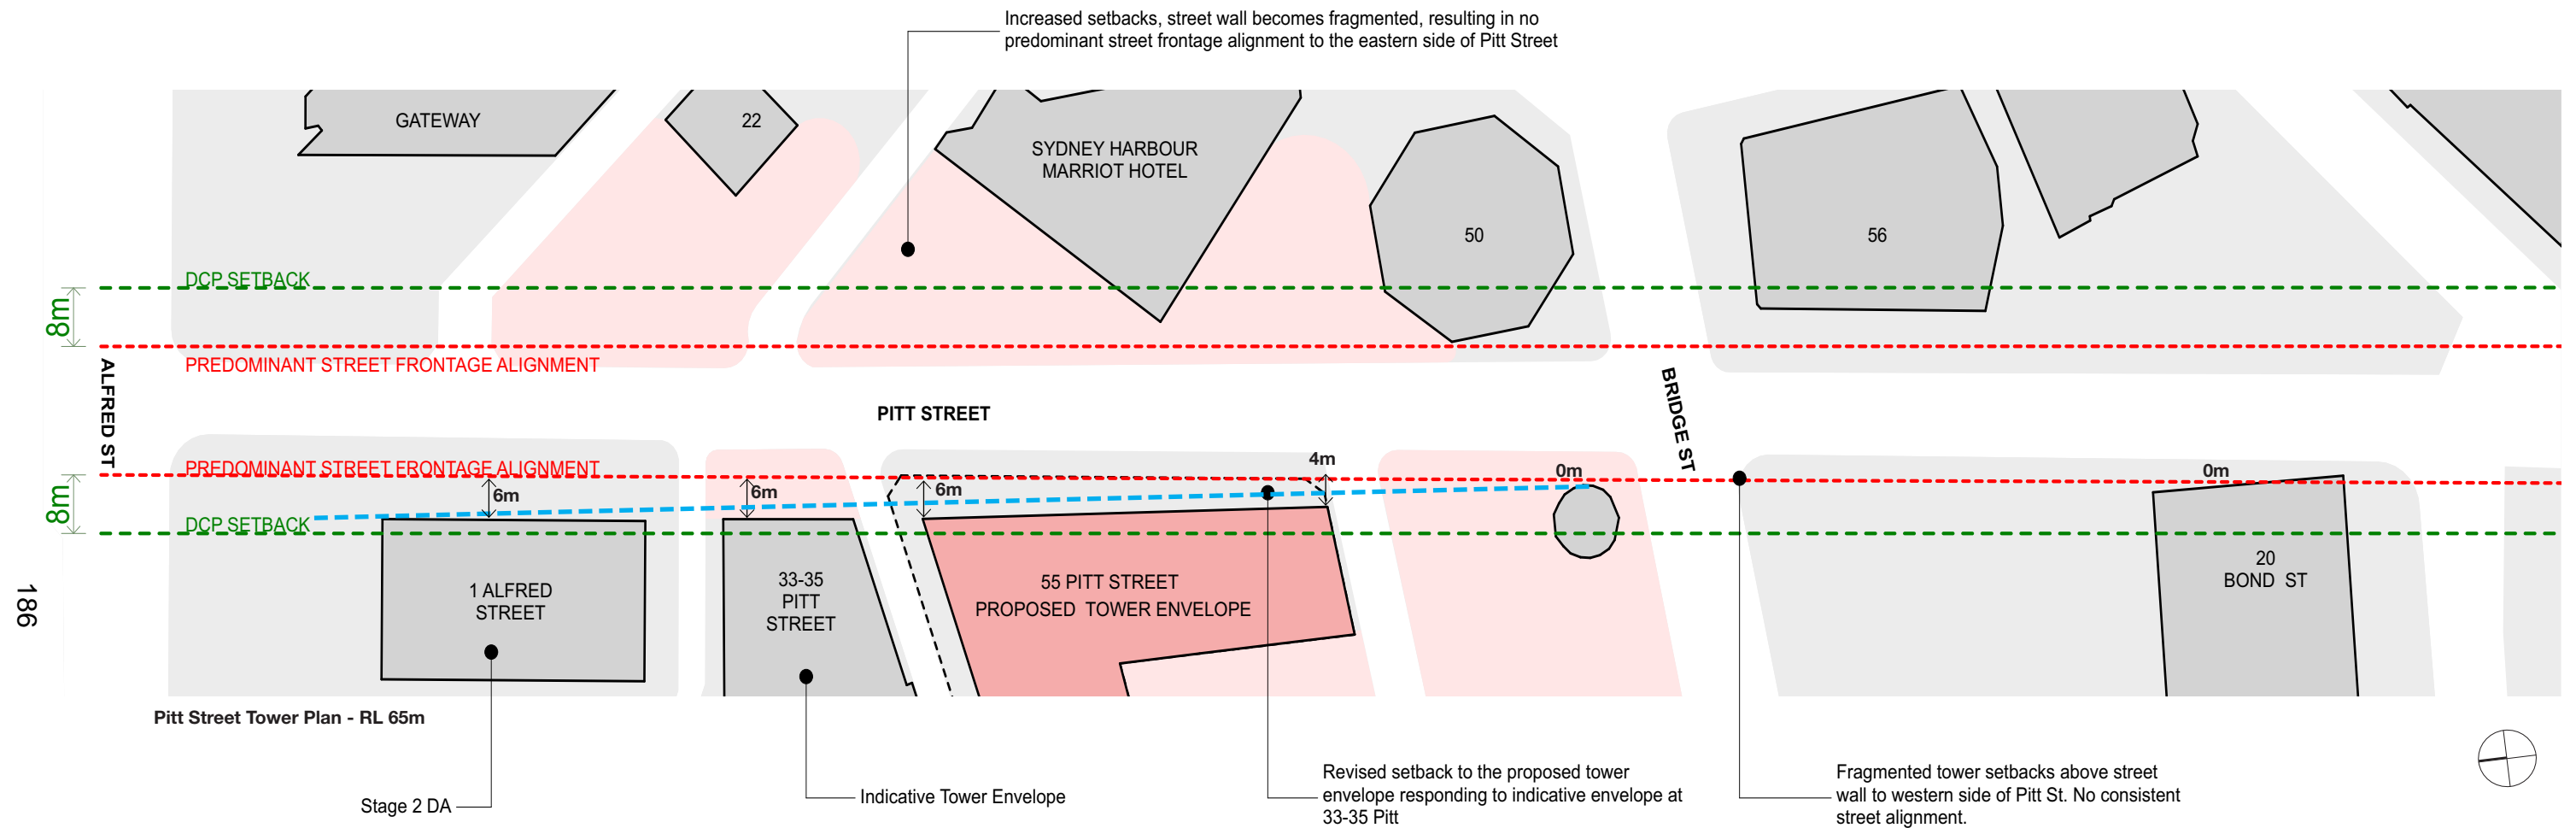 Increased setbacks, street wall becomes fragmented, resulting in no
predominant street frontage alignment to the eastern side of Pitt Street
GATEWAY
22
SYDNEY HARBOUR
MARRIOT HOTEL
50
56
DCP SETBACK
8m
PREDOMINANT STREET FRONTAGE ALIGNMENT
ALFRED ST
PITT STREET
BRIDGE ST
PREDOMINANT STREET FRONTAGE ALIGNMENT
8m
6m
6m
6m
4m
0m
0m
DCP SETBACK
1 ALFRED
STREET
33-35
PITT
STREET
55 PITT STREET
PROPOSED TOWER ENVELOPE
20
BOND ST
186
Pitt Street Tower Plan - RL 65m
Stage 2 DA
Indicative Tower Envelope
Revised setback to the proposed tower
envelope responding to indicative envelope at
33-35 Pitt
Fragmented tower setbacks above street
wall to western side of Pitt St. No consistent
street alignment.